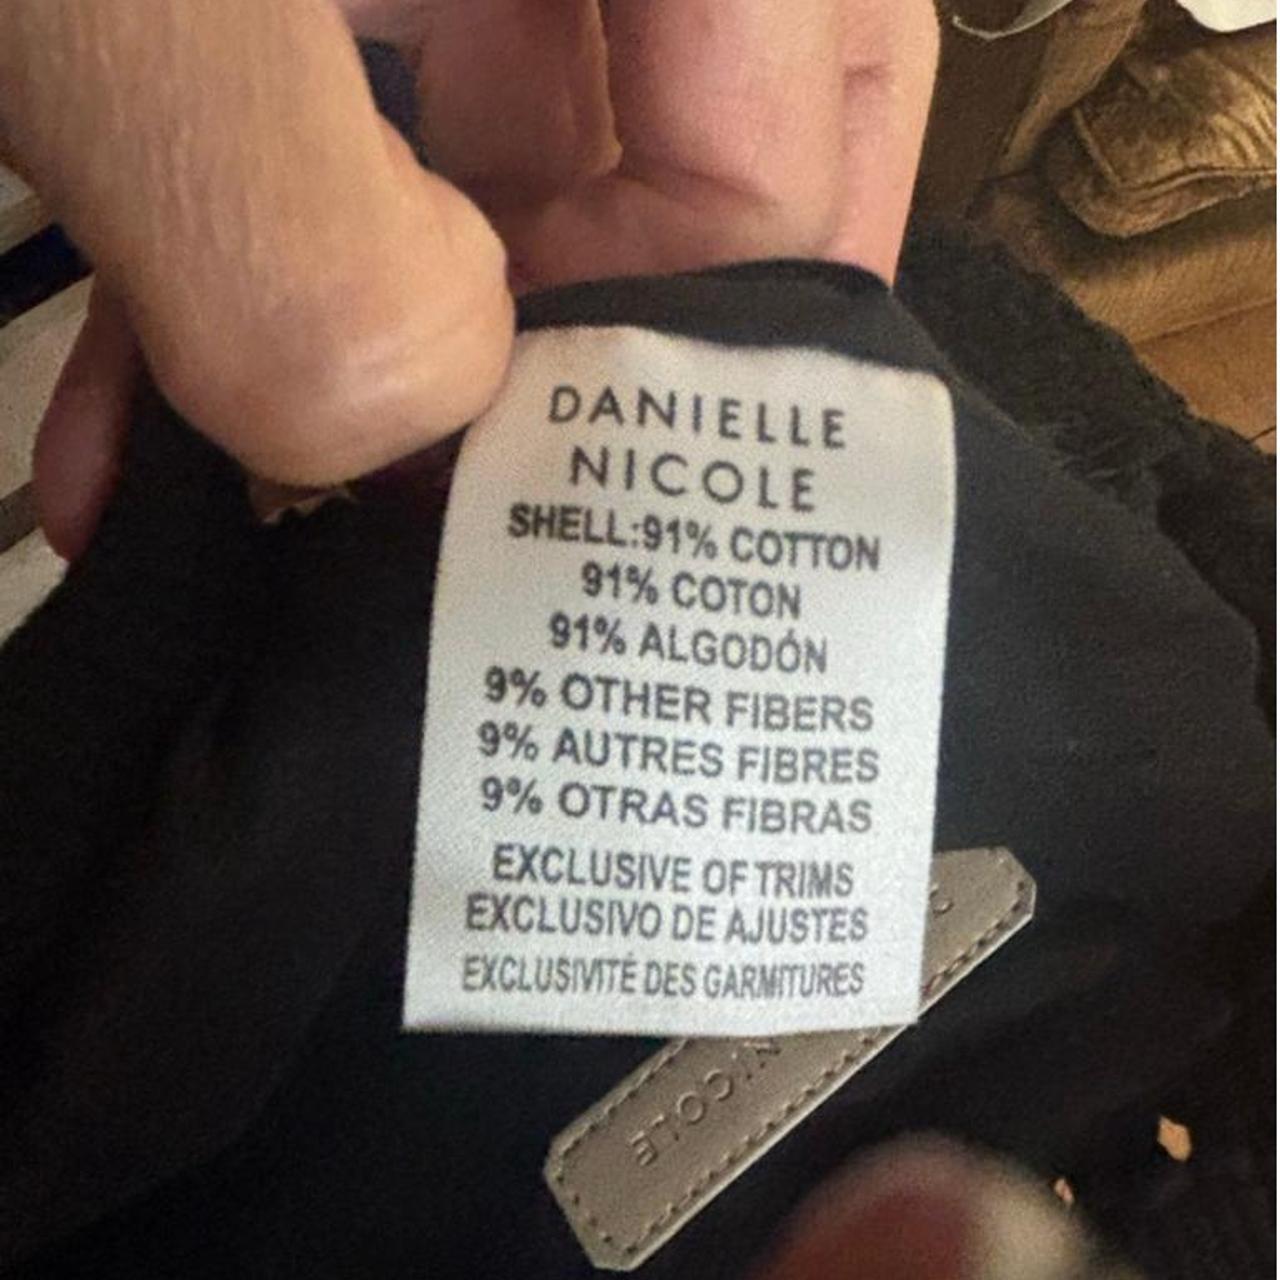 DANIELLE
NICOLE
SHELL:91% COTTON
91% COTON
91% ALGODÓN
9% OTHER FIBERS
9% AUTRES FIBRES
9% OTRAS FIBRAS
EXCLUSIVE OF TRIMS
EXCLUSIVO DE AJUSTES
EXCLUSIVITÉ DES GARMITURES
NICOLE